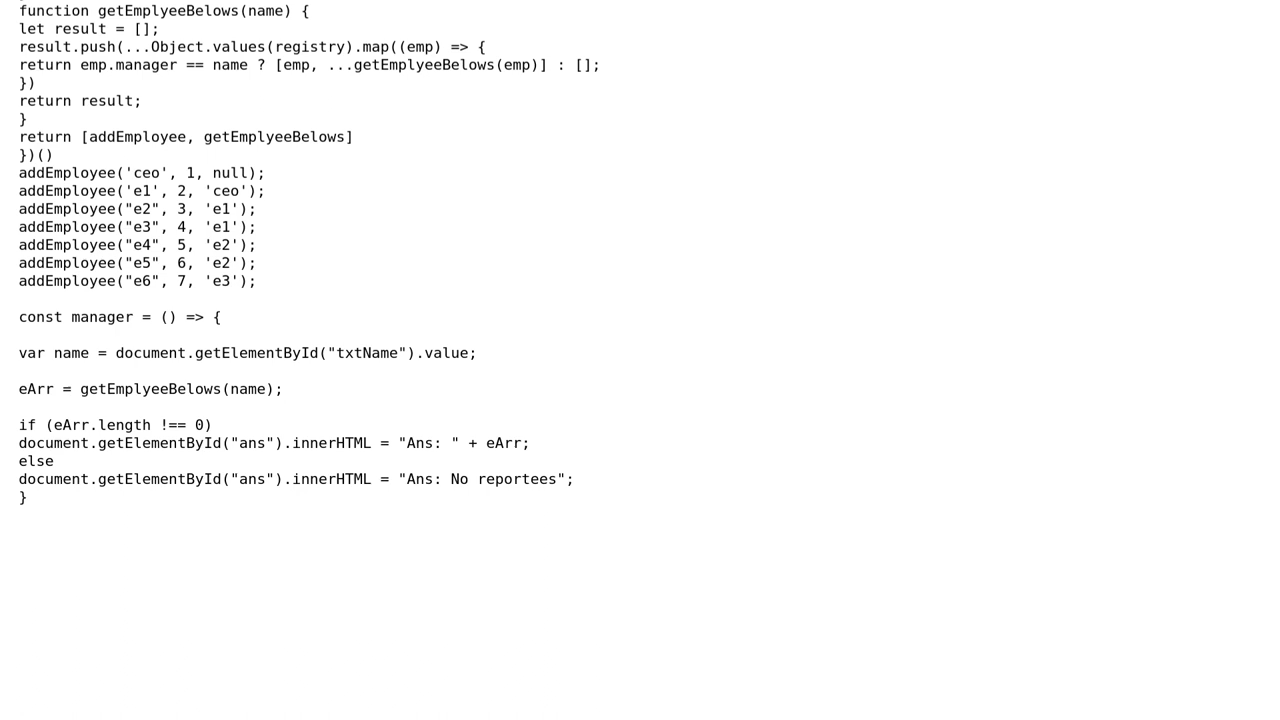 function getEmplyeeBelows(name) {
let result = [];
result.push(...Object.values(registry).map((emp) => {
return emp.manager == name ? [emp, ...getEmplyeeBelows(emp)] : [];
})
return result;
}
return [addEmployee, getEmplyeeBelows]
})()
addEmployee('ceo', 1, null);
addEmployee('e1', 2, 'ceo');
addEmployee("e2", 3, 'e1');
addEmployee("e3", 4, 'e1');
addEmployee("e4", 5, 'e2');
addEmployee("e5", 6, 'e2');
addEmployee("e6", 7, 'e3');
const manager = () => {
var name = document.getElementById("txtName").value;
eArr = getEmplyeeBelows(name);
if (eArr.length !== 0)
document.getElementById("ans").innerHTML = "Ans: " + eArr;
else
document.getElementById("ans").innerHTML = "Ans: No reportees";
}